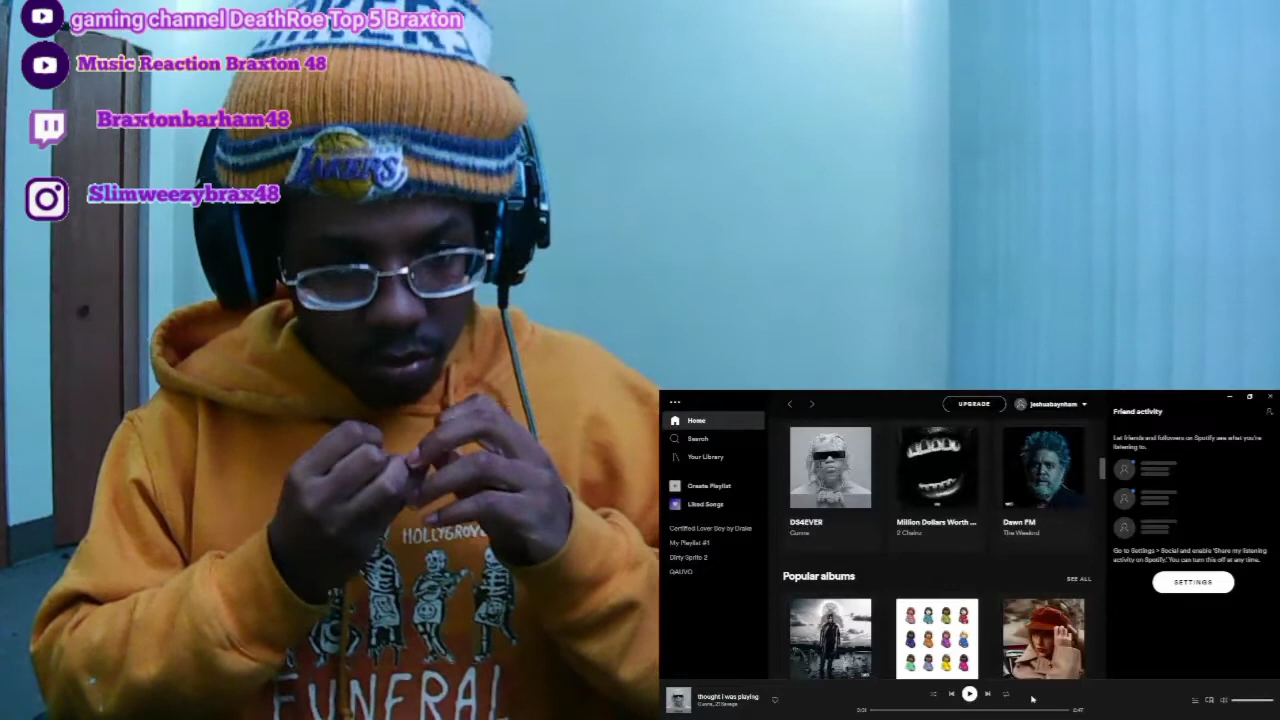 gaming channel DeathRoe Top 5 Braxton
Music Reaction Braxton 48
Braxtonbarham48
Slimweezybrax48
LAKERS
HOLLYGROVE
FUNERAL
Home
Search
Your Library
Create Playlist
Liked Songs
Certified Lover Boy by Drake
My Playlist #1
Dirty Sprite 2
UPGRADE
DS4EVER
Gunna
Million Dollars Worth ...
2 Chainz
Dawn FM
The Weeknd
Popular albums
SEE ALL
Friend activity
Let friends and followers on Spotify see what you're
listening to.
Go to Settings > Social and enable 'Share my listening
activity on Spotify.' You can turn this off at any time.
SETTINGS
thought i was playing
Gunna, 21 Savage